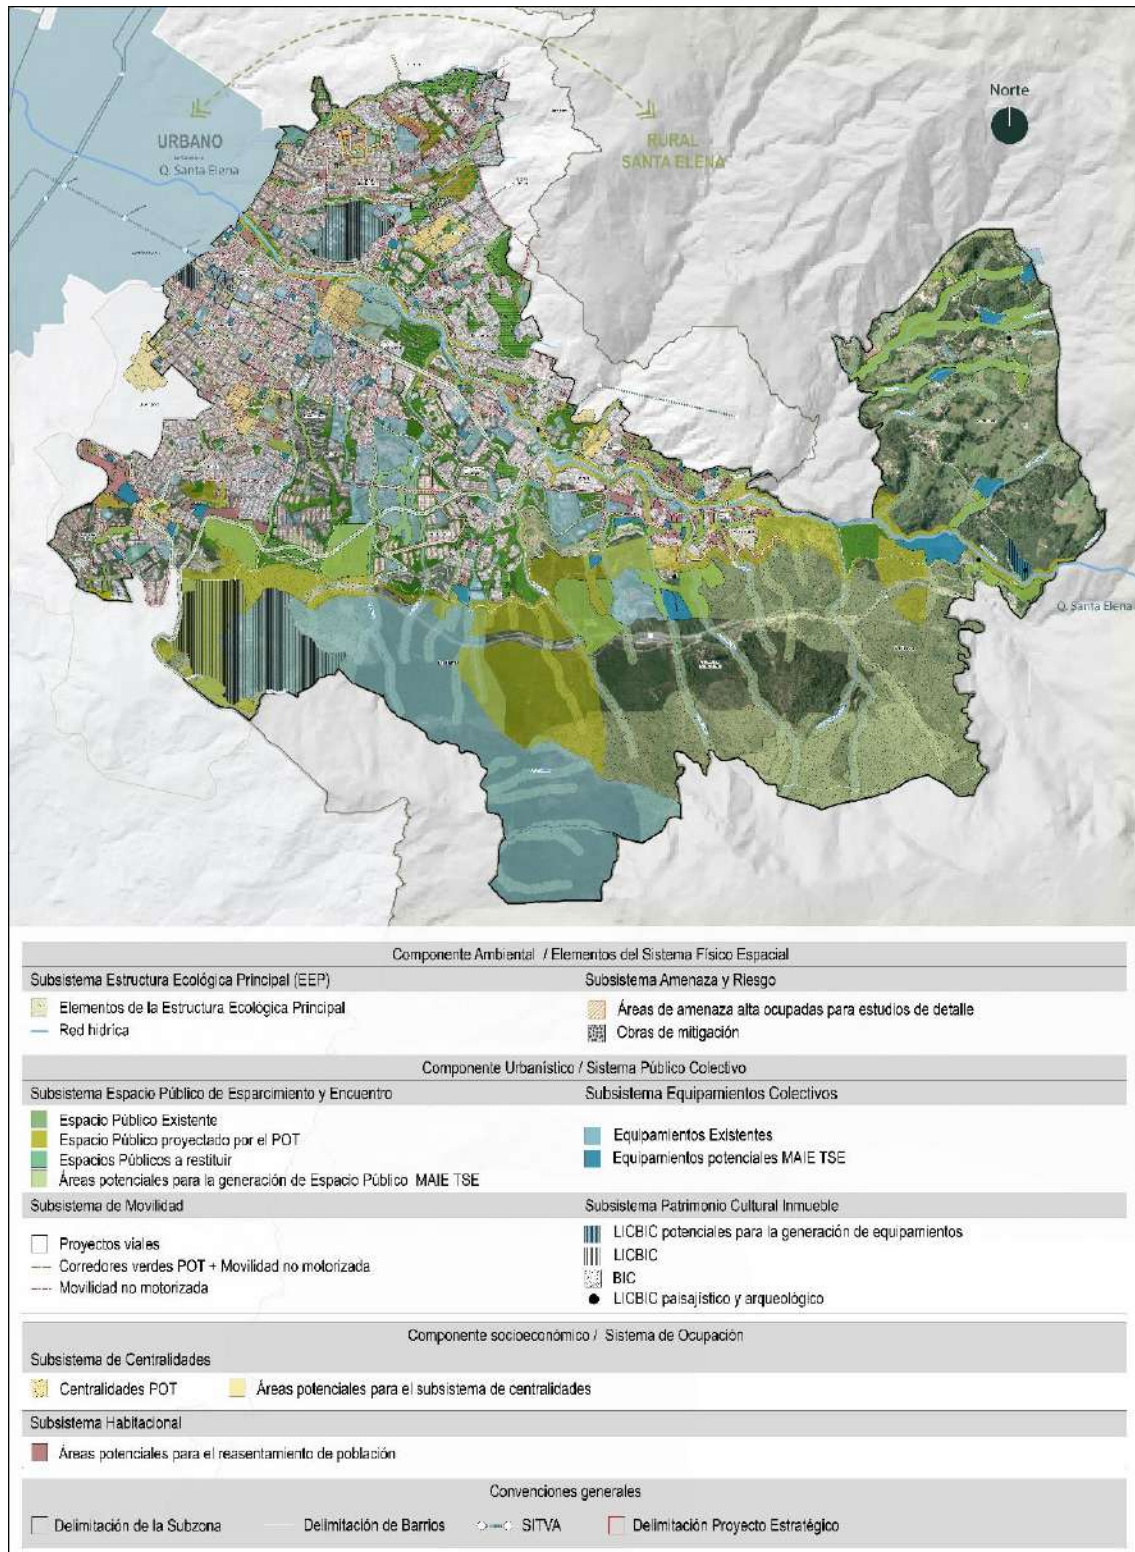 Norte
URBANO
Q. Santa Elena
RURAL
SANTA ELENA
Q. Santa Elena
Componente Ambiental / Elementos del Sistema Físico Espacial
Subsistema Estructura Ecológica Principal (EEP)
Subsistema Amenaza y Riesgo
Elementos de la Estructura Ecológica Principal
Áreas de amenaza alta ocupadas para estudios de detalle
Red hidríca
Obras de mitigación
Componente Urbanístico / Sistema Público Colectivo
Subsistema Espacio Público de Esparcimiento y Encuentro
Subsistema Equipamientos Colectivos
Espacio Público Existente
Espacio Público proyectado por el POT
Espacios Públicos a restituir
Áreas potenciales para la generación de Espacio Público MAIE TSE
Equipamientos Existentes
Equipamientos potenciales MAIE TSE
Subsistema de Movilidad
Subsistema Patrimonio Cultural Inmueble
Proyectos viales
Corredores verdes POT + Movilidad no motorizada
Movilidad no motorizada
LICBIC potenciales para la generación de equipamientos
LICBIC
BIC
LICBIC paisajístico y arqueológico
Componente socioeconómico / Sistema de Ocupación
Subsistema de Centralidades
Centralidades POT
Áreas potenciales para el subsistema de centralidades
Subsistema Habitacional
Áreas potenciales para el reasentamiento de población
Convenciones generales
Delimitación de la Subzona
Delimitación de Barrios
SITVA
Delimitación Proyecto Estratégico